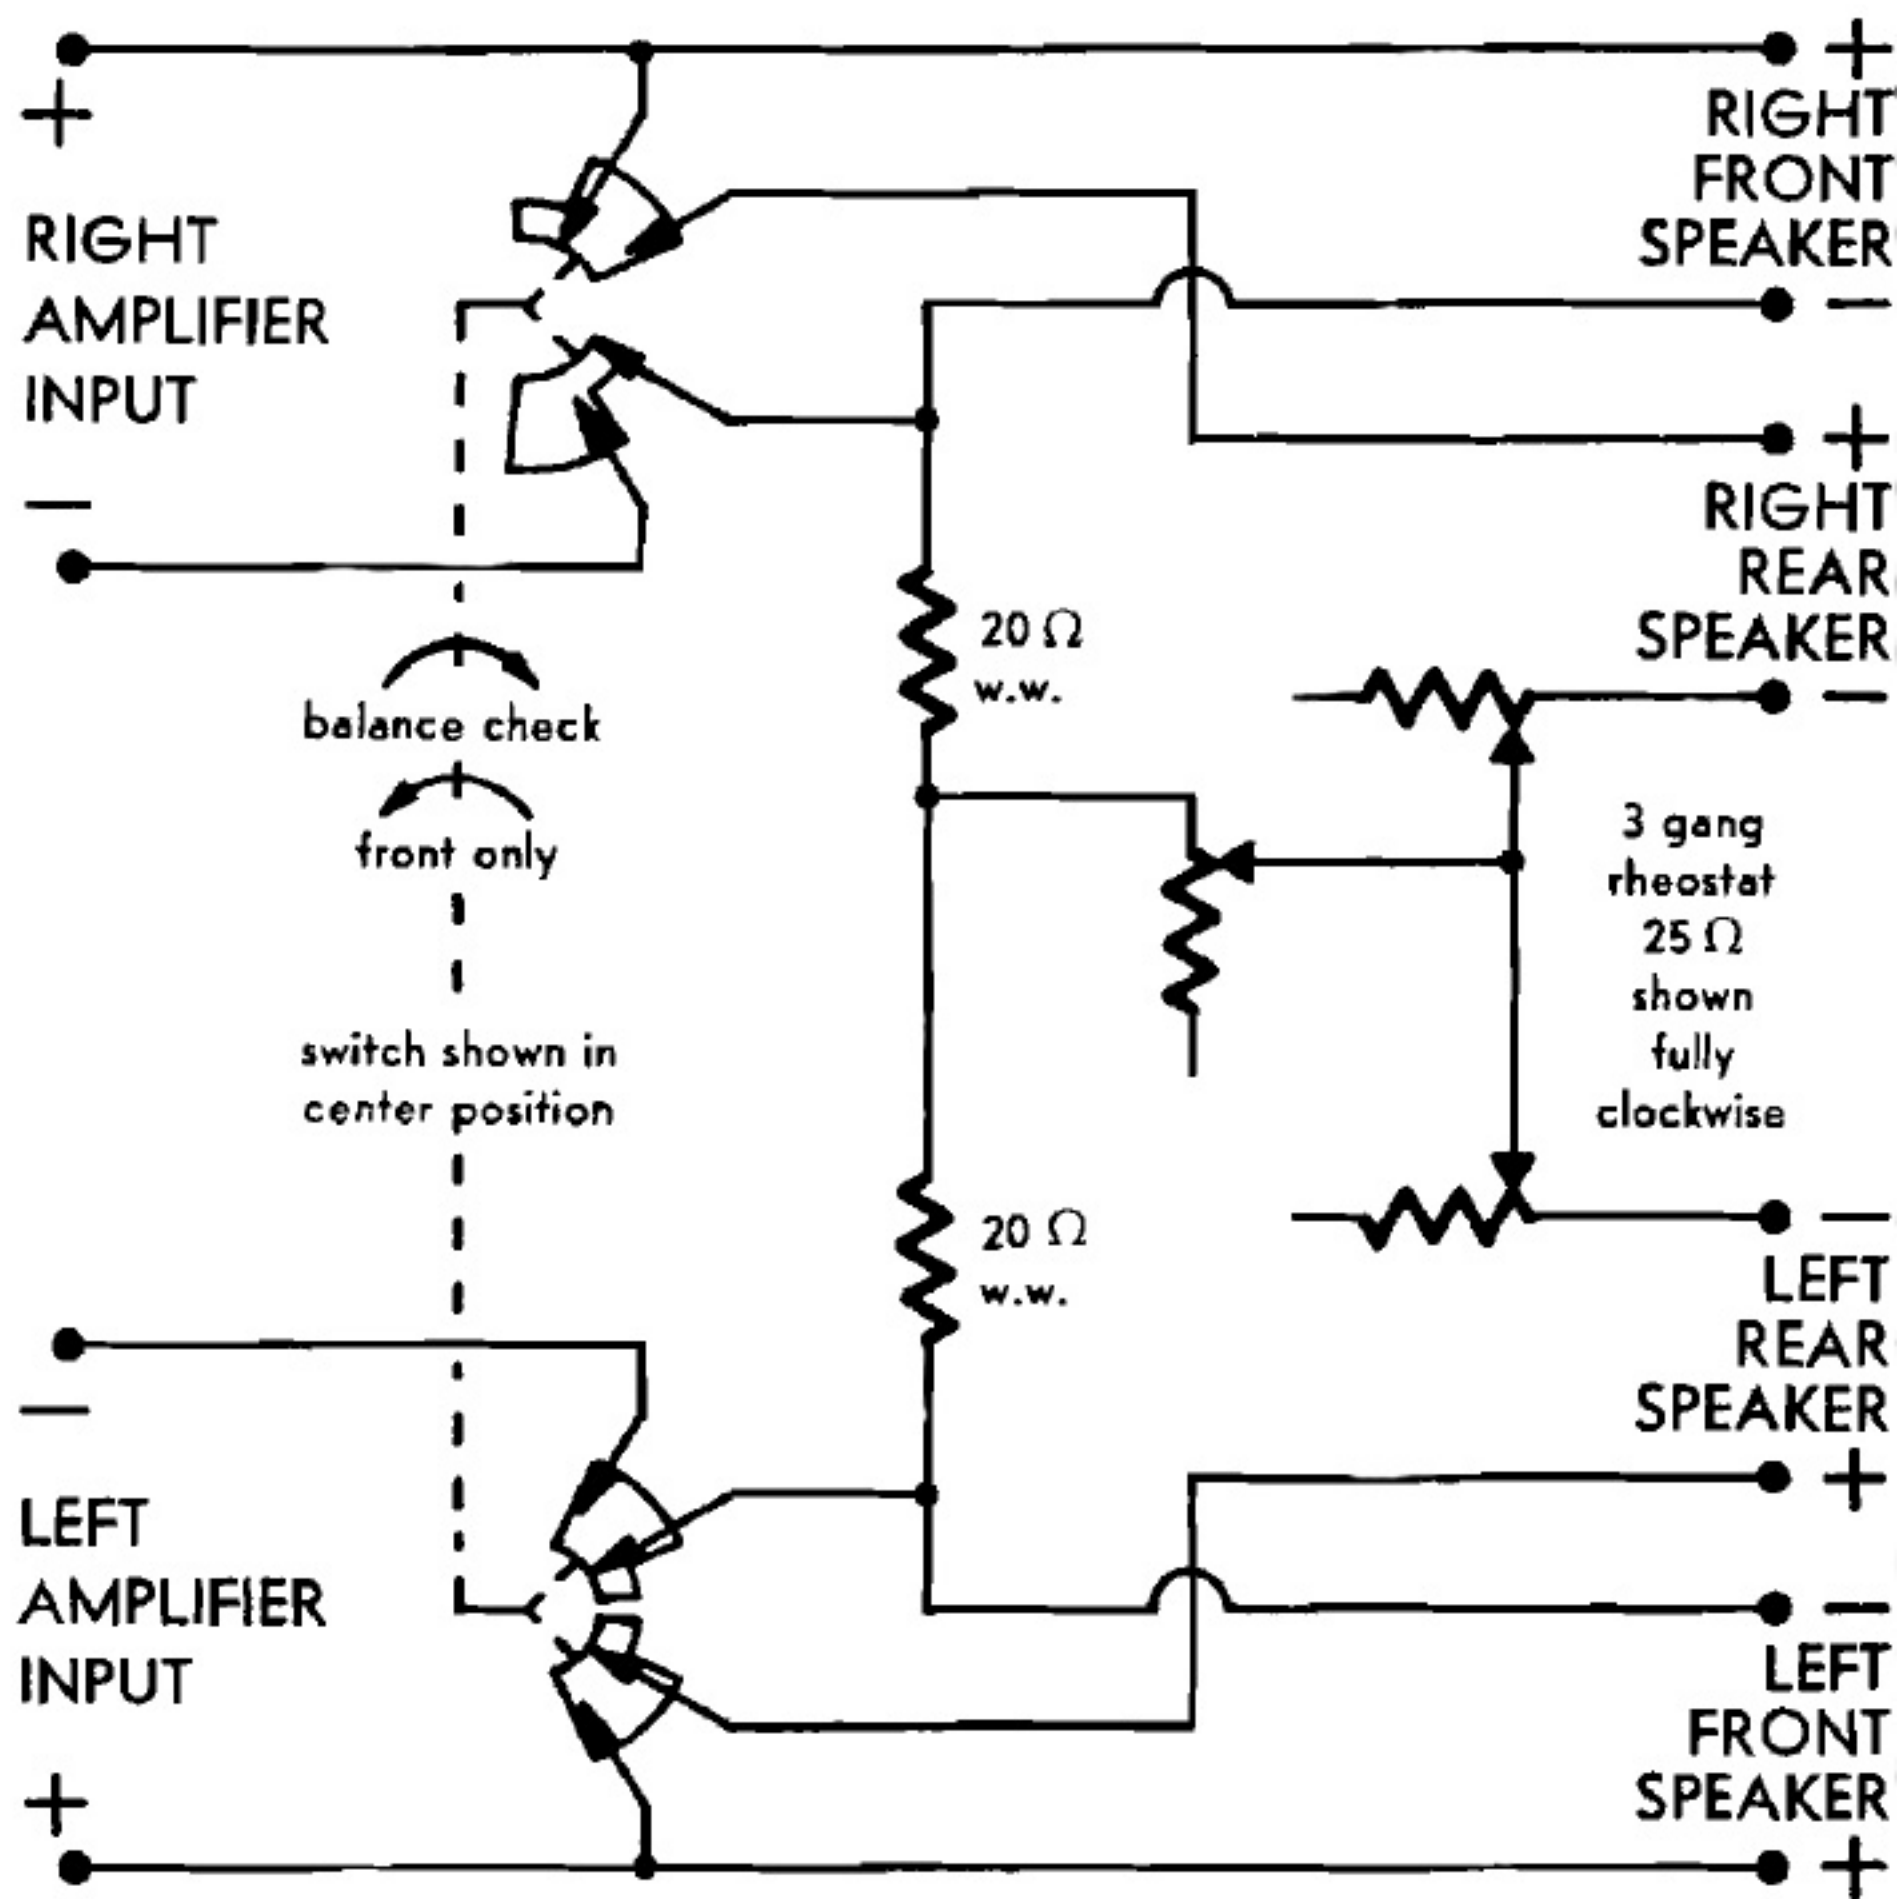 +
RIGHT
AMPLIFIER
INPUT
−
+
RIGHT
FRONT
SPEAKER
−
+
RIGHT
REAR
SPEAKER
−
20 Ω
w.w.
balance check
front only
3 gang
rheostat
25 Ω
shown
fully
clockwise
switch shown in
center position
20 Ω
w.w.
−
LEFT
REAR
SPEAKER
+
−
LEFT
AMPLIFIER
INPUT
+
−
LEFT
FRONT
SPEAKER
+